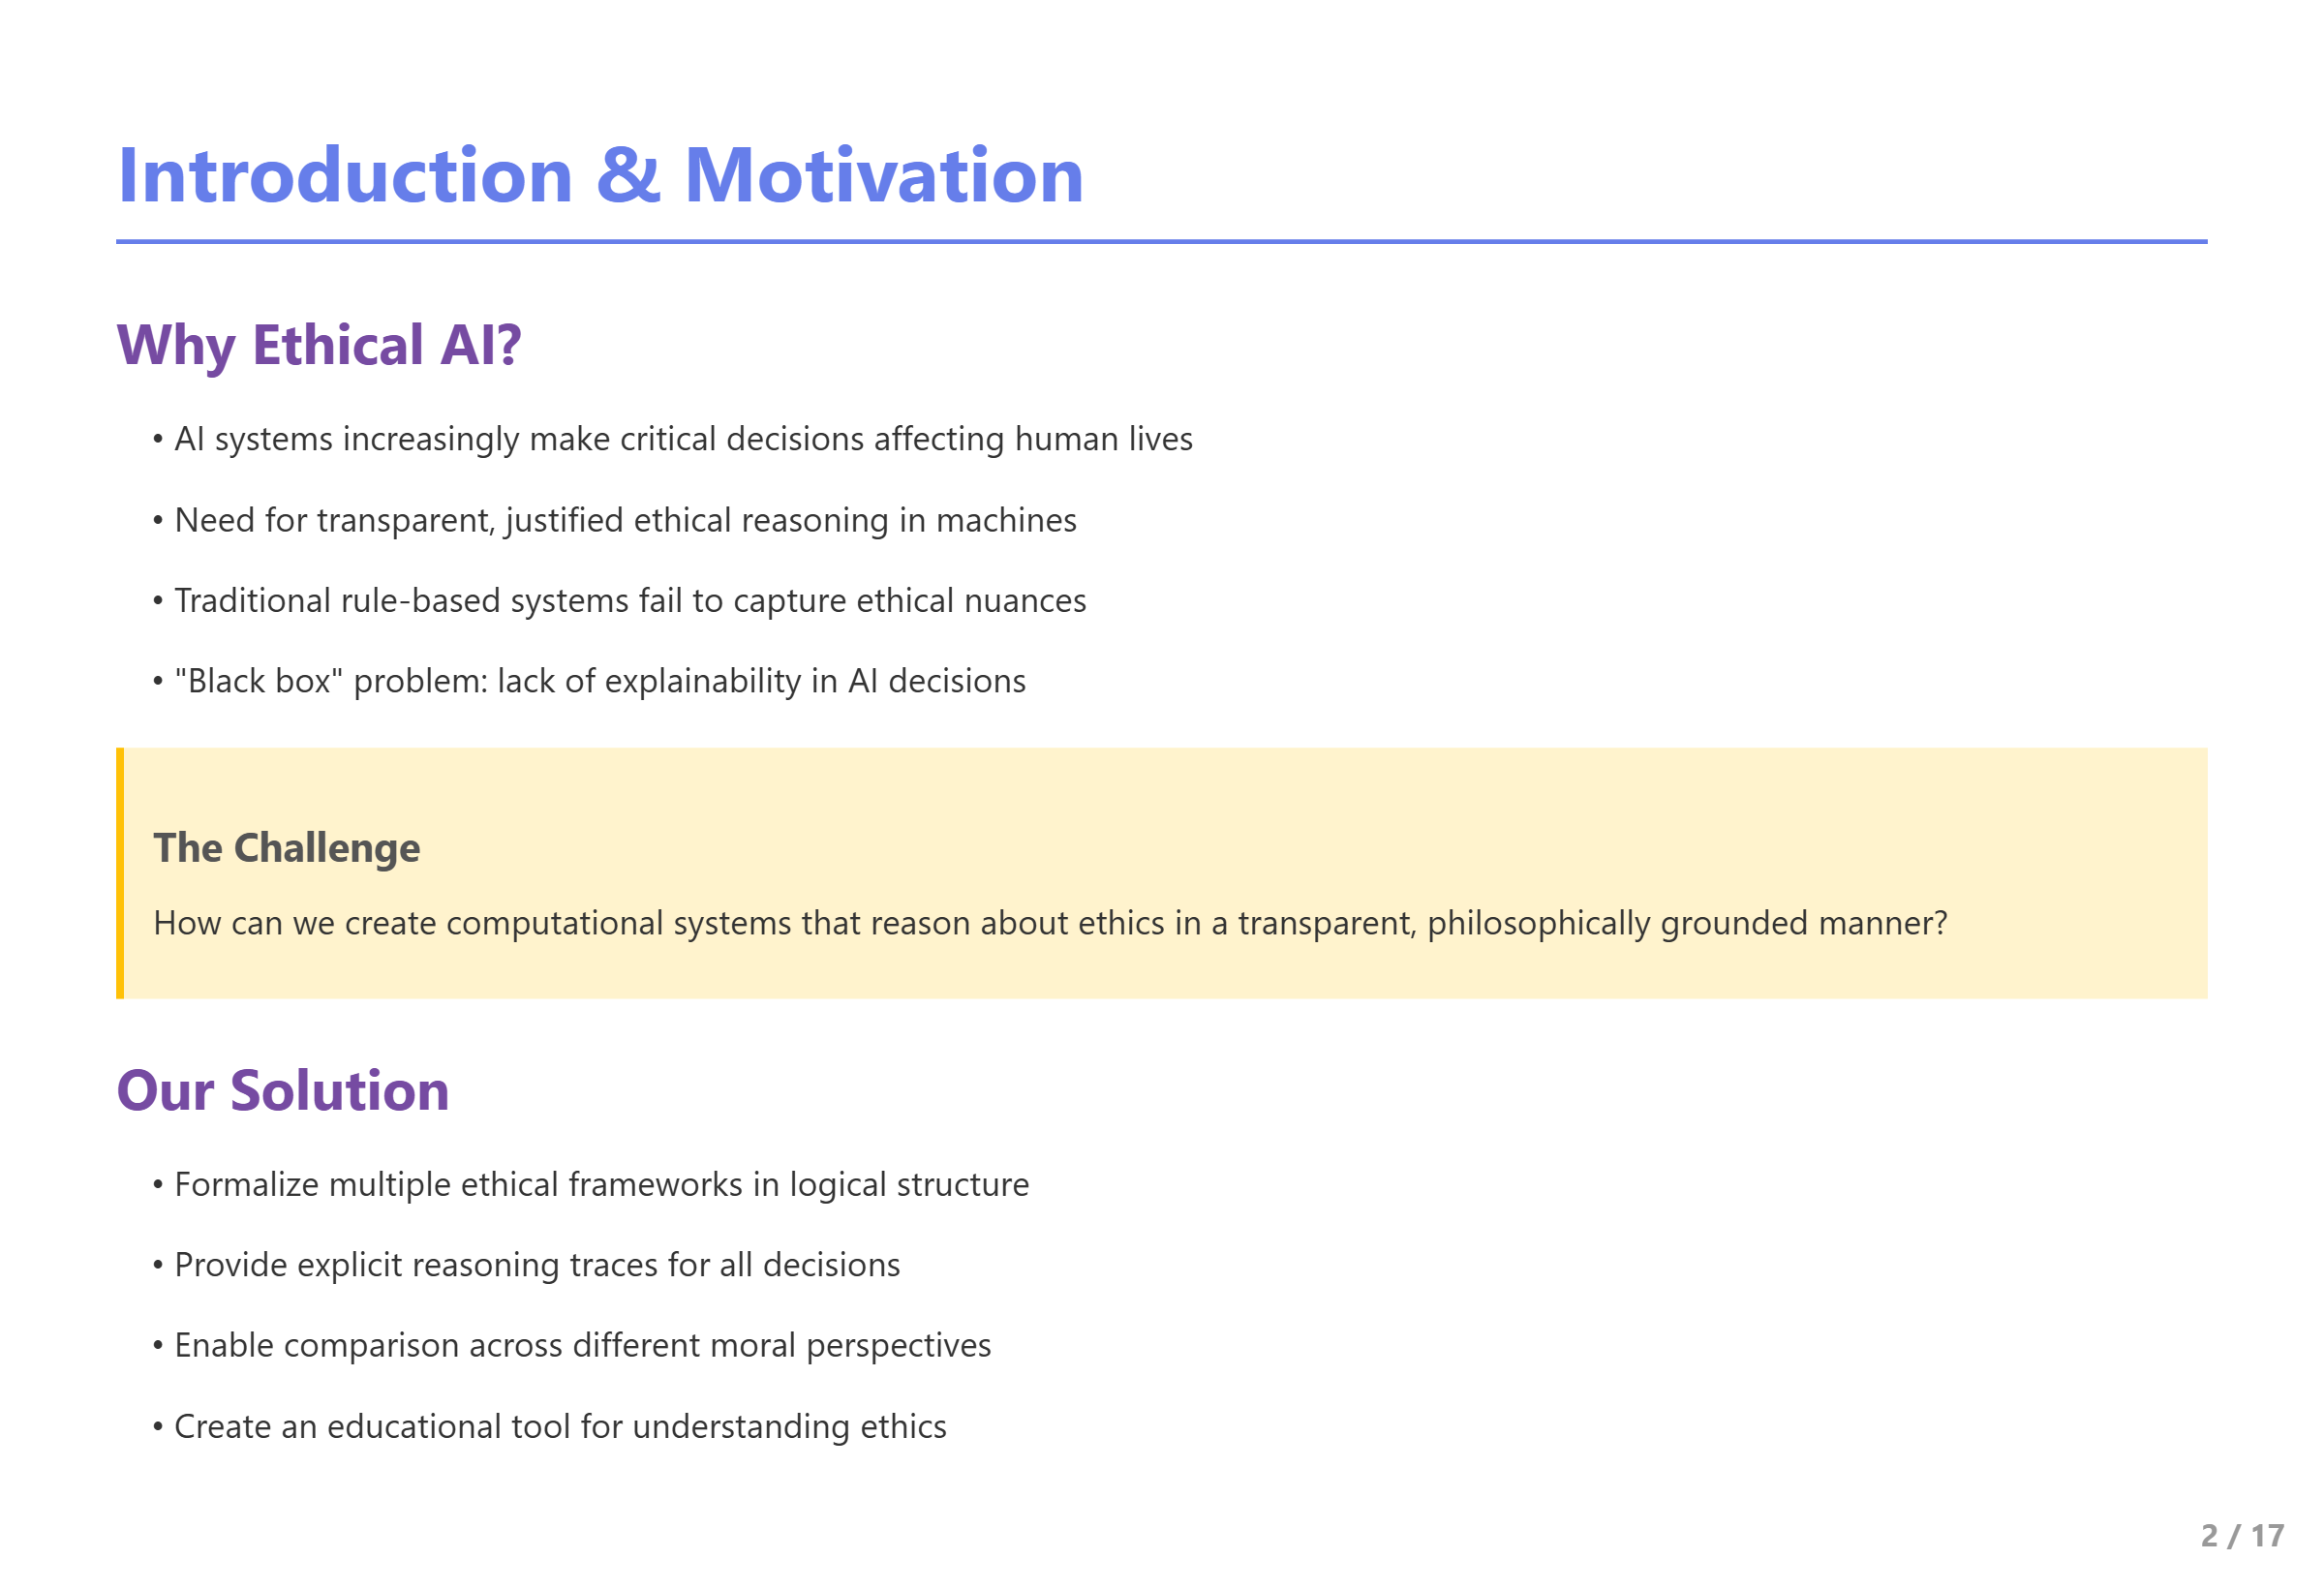 Introduction & Motivation
Why Ethical AI?
• AI systems increasingly make critical decisions affecting human lives
• Need for transparent, justified ethical reasoning in machines
• Traditional rule-based systems fail to capture ethical nuances
• "Black box" problem: lack of explainability in AI decisions
The Challenge
How can we create computational systems that reason about ethics in a transparent, philosophically grounded manner?
Our Solution
• Formalize multiple ethical frameworks in logical structure
• Provide explicit reasoning traces for all decisions
• Enable comparison across different moral perspectives
• Create an educational tool for understanding ethics
2 / 17